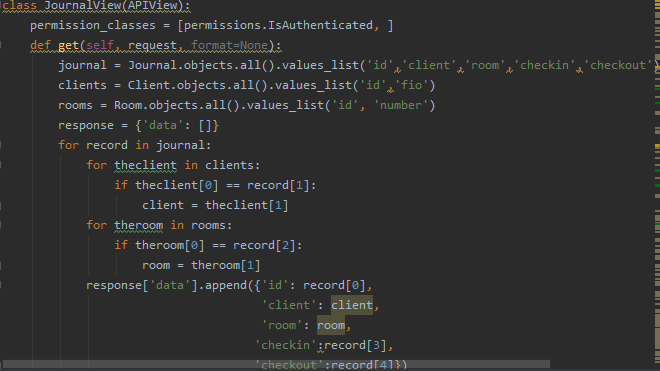 class JournalView(APIView):
    permission_classes = [permissions.IsAuthenticated, ]
    def get(self, request, format=None):
        journal = Journal.objects.all().values_list('id','client','room','checkin','checkout')
        clients = Client.objects.all().values_list('id','fio')
        rooms = Room.objects.all().values_list('id', 'number')
        response = {'data': []}
        for record in journal:
            for theclient in clients:
                if theclient[0] == record[1]:
                    client = theclient[1]
            for theroom in rooms:
                if theroom[0] == record[2]:
                    room = theroom[1]
            response['data'].append({'id': record[0],
                                     'client': client,
                                     'room': room,
                                    'checkin':record[3],
                                    'checkout':record[4]})